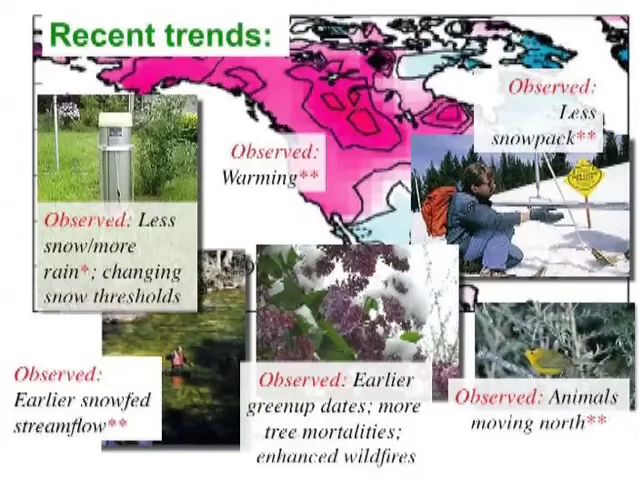 Recent trends:
Observed:
Less
snowpack**
Observed:
Warming**
Observed: Less
snow/more
rain*; changing
snow thresholds
Observed:
Earlier snowfed
streamflow**
Observed: Earlier
greenup dates; more
tree mortalities;
enhanced wildfires
Observed: Animals
moving north**